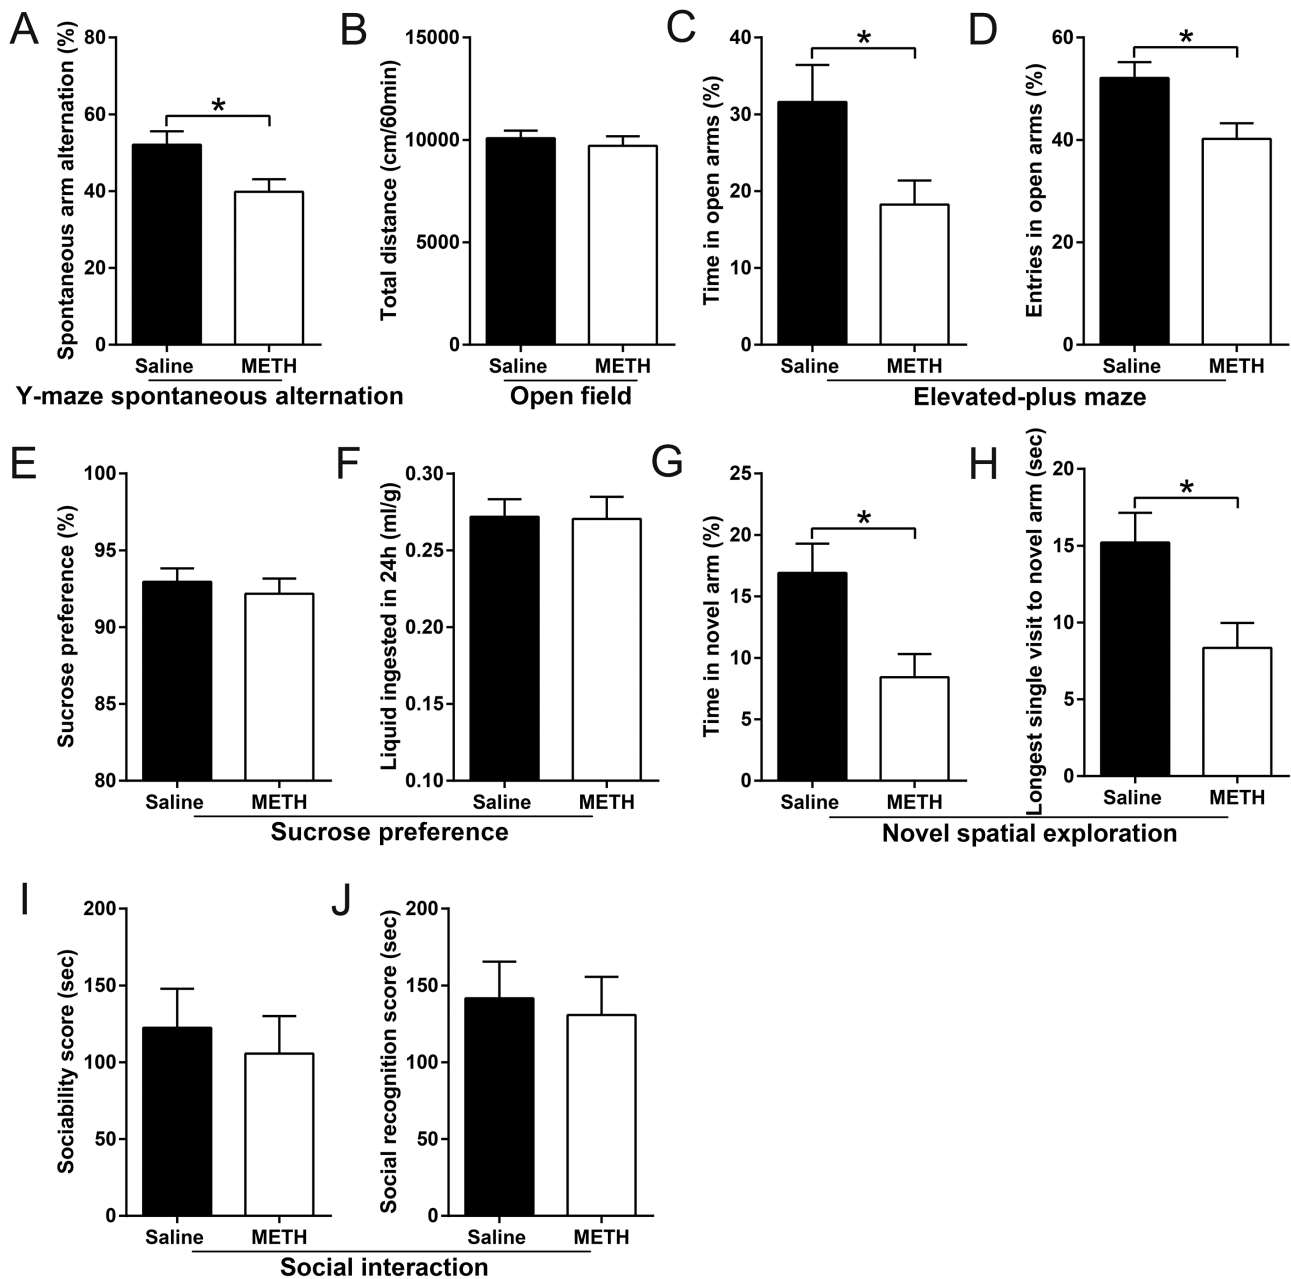 A
Spontaneous arm alternation (%)
80
60
40
20
0
*
Saline METH
Y-maze spontaneous alternation
B
Total distance (cm/60min)
15000
10000
5000
0
Saline METH
Open field
C
Time in open arms (%)
40
30
20
10
0
*
Saline METH
D
Entries in open arms (%)
60
40
20
0
*
Saline METH
Elevated-plus maze
E
Sucrose preference (%)
100
95
90
85
80
Saline METH
F
Liquid ingested in 24h (ml/g)
0.30
0.25
0.20
0.15
0.10
Saline METH
Sucrose preference
G
Time in novel arm (%)
25
20
15
10
5
0
*
Saline METH
H
Longest single visit to novel arm (sec)
20
15
10
5
0
*
Saline METH
Novel spatial exploration
I
Sociability score (sec)
200
150
100
50
0
Saline METH
J
Social recognition score (sec)
200
150
100
50
0
Saline METH
Social interaction